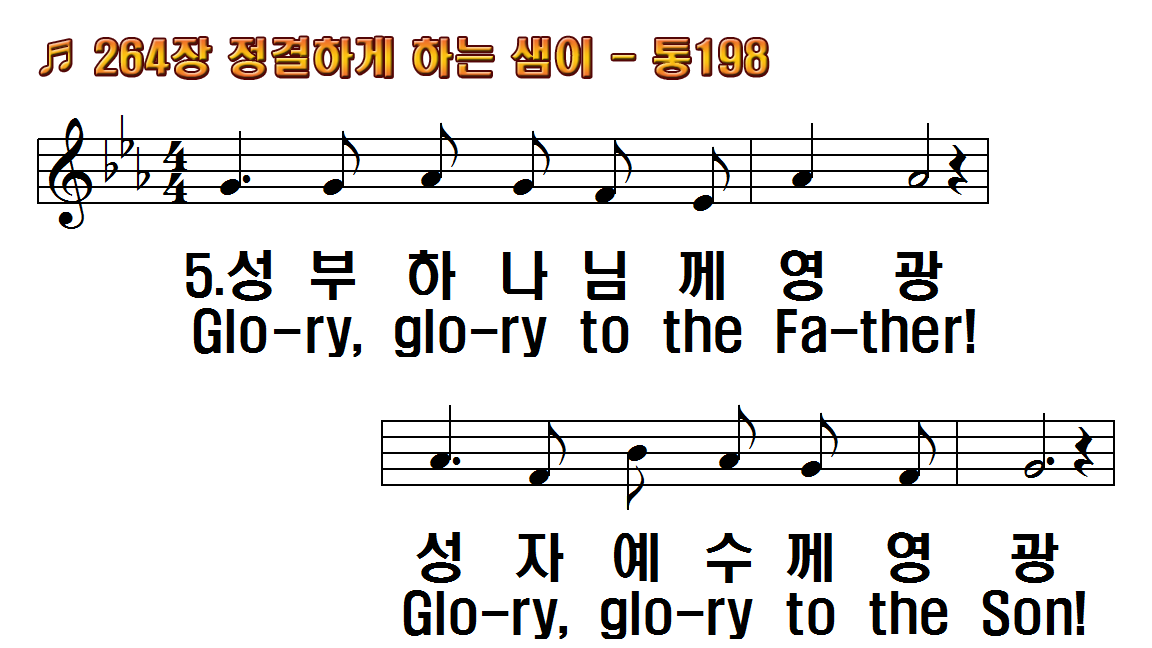 ♬ 264장 정결하게 하는 샘이 - 통198
5.성 부 하 나 님 께 영 광
Glo-ry, glo-ry to the Fa-ther!
성 자 예 수 께 영 광
Glo-ry, glo-ry to the Son!